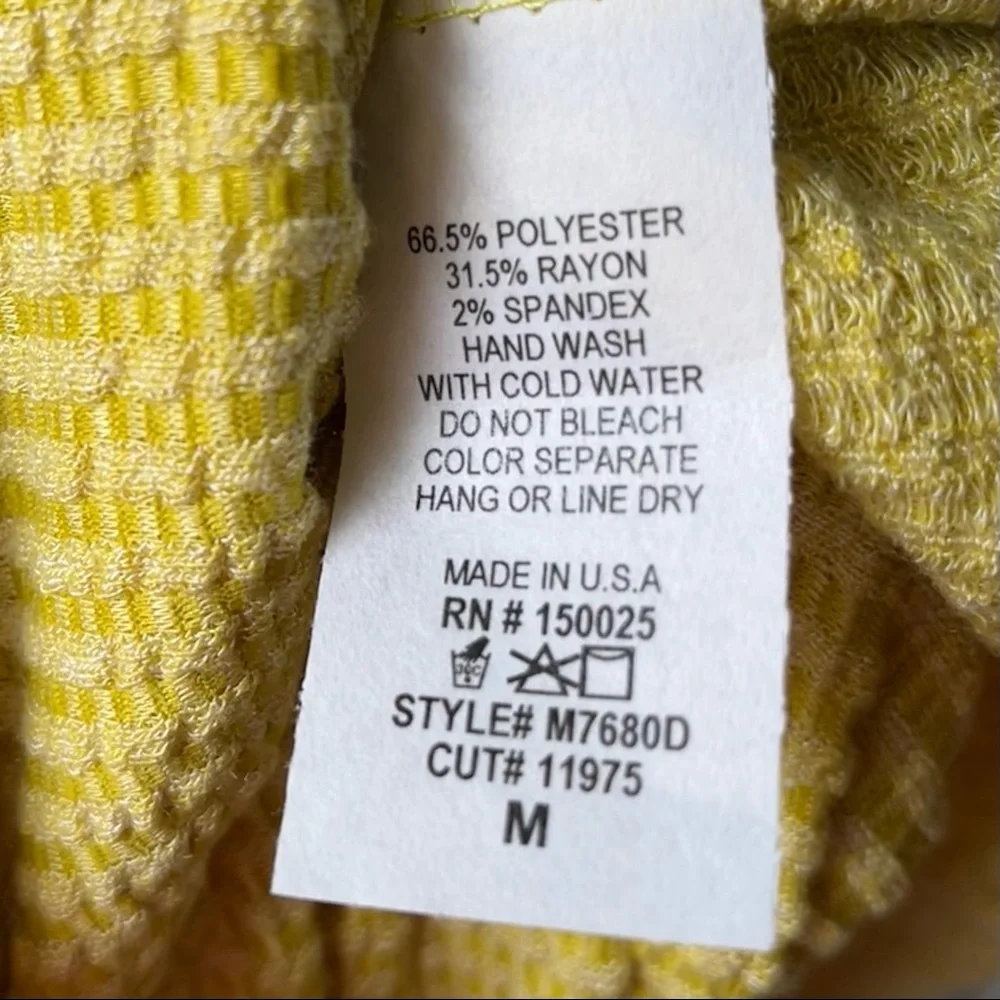 66.5% POLYESTER
31.5% RAYON
2% SPANDEX
HAND WASH
WITH COLD WATER
DO NOT BLEACH
COLOR SEPARATE
HANG OR LINE DRY
MADE IN U.S.A
RN # 150025
30C
STYLE# M7680D
CUT# 11975
M